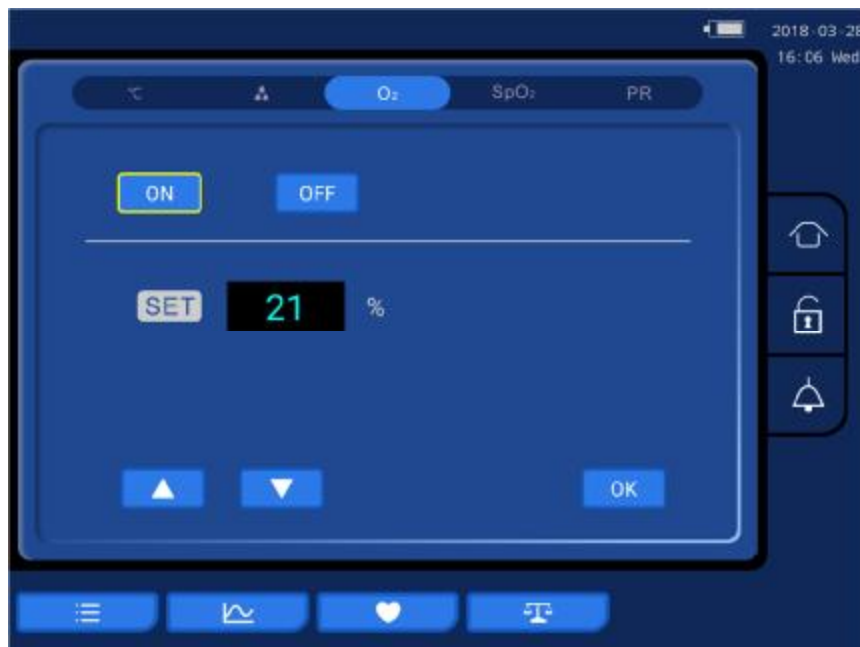 2018-03-28
16:06 Wed
℃ O₂ SpO₂ PR
ON OFF
SET 21 %
OK